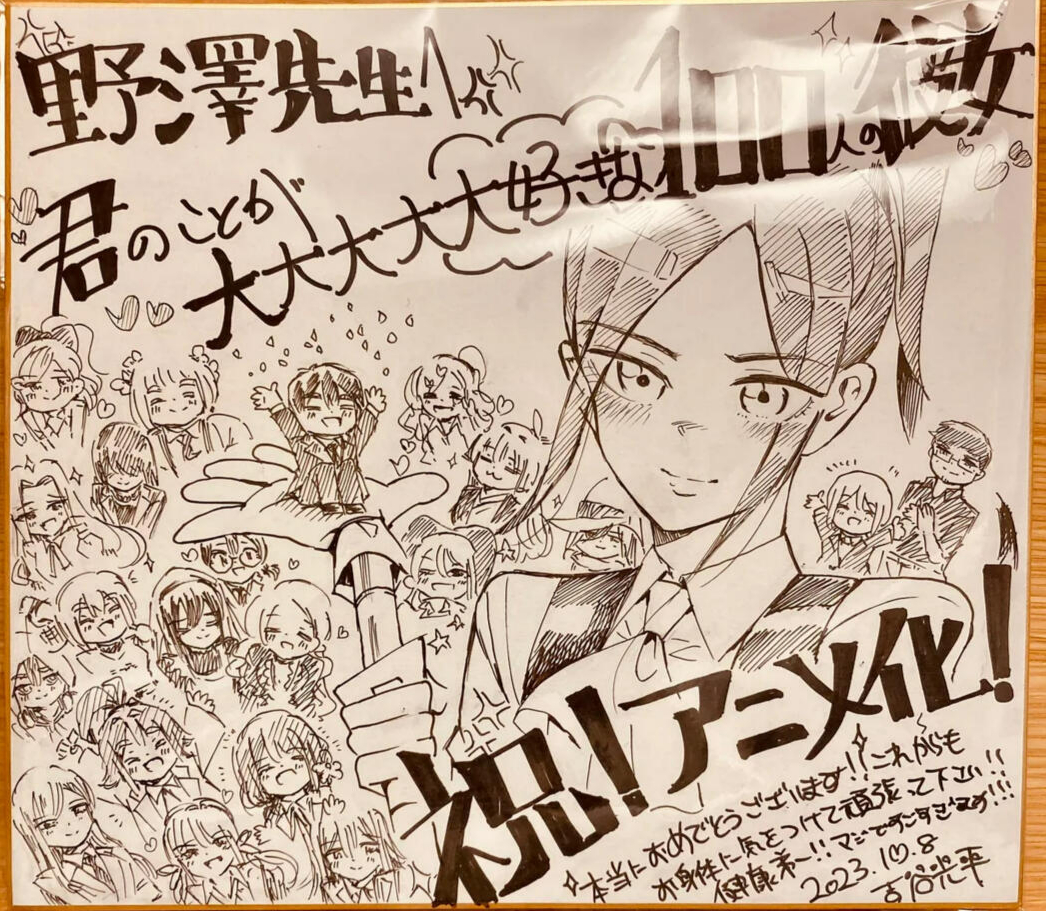 野澤先生!
君のことが大大大大大好きな100人の彼女
祝!アニメ化!
本当におめでとうございます!!これからも
お身体に気をつけて頑張って下さい!!
健康第一!!マジですごすぎます!!!
2023.10.8
古谷光平